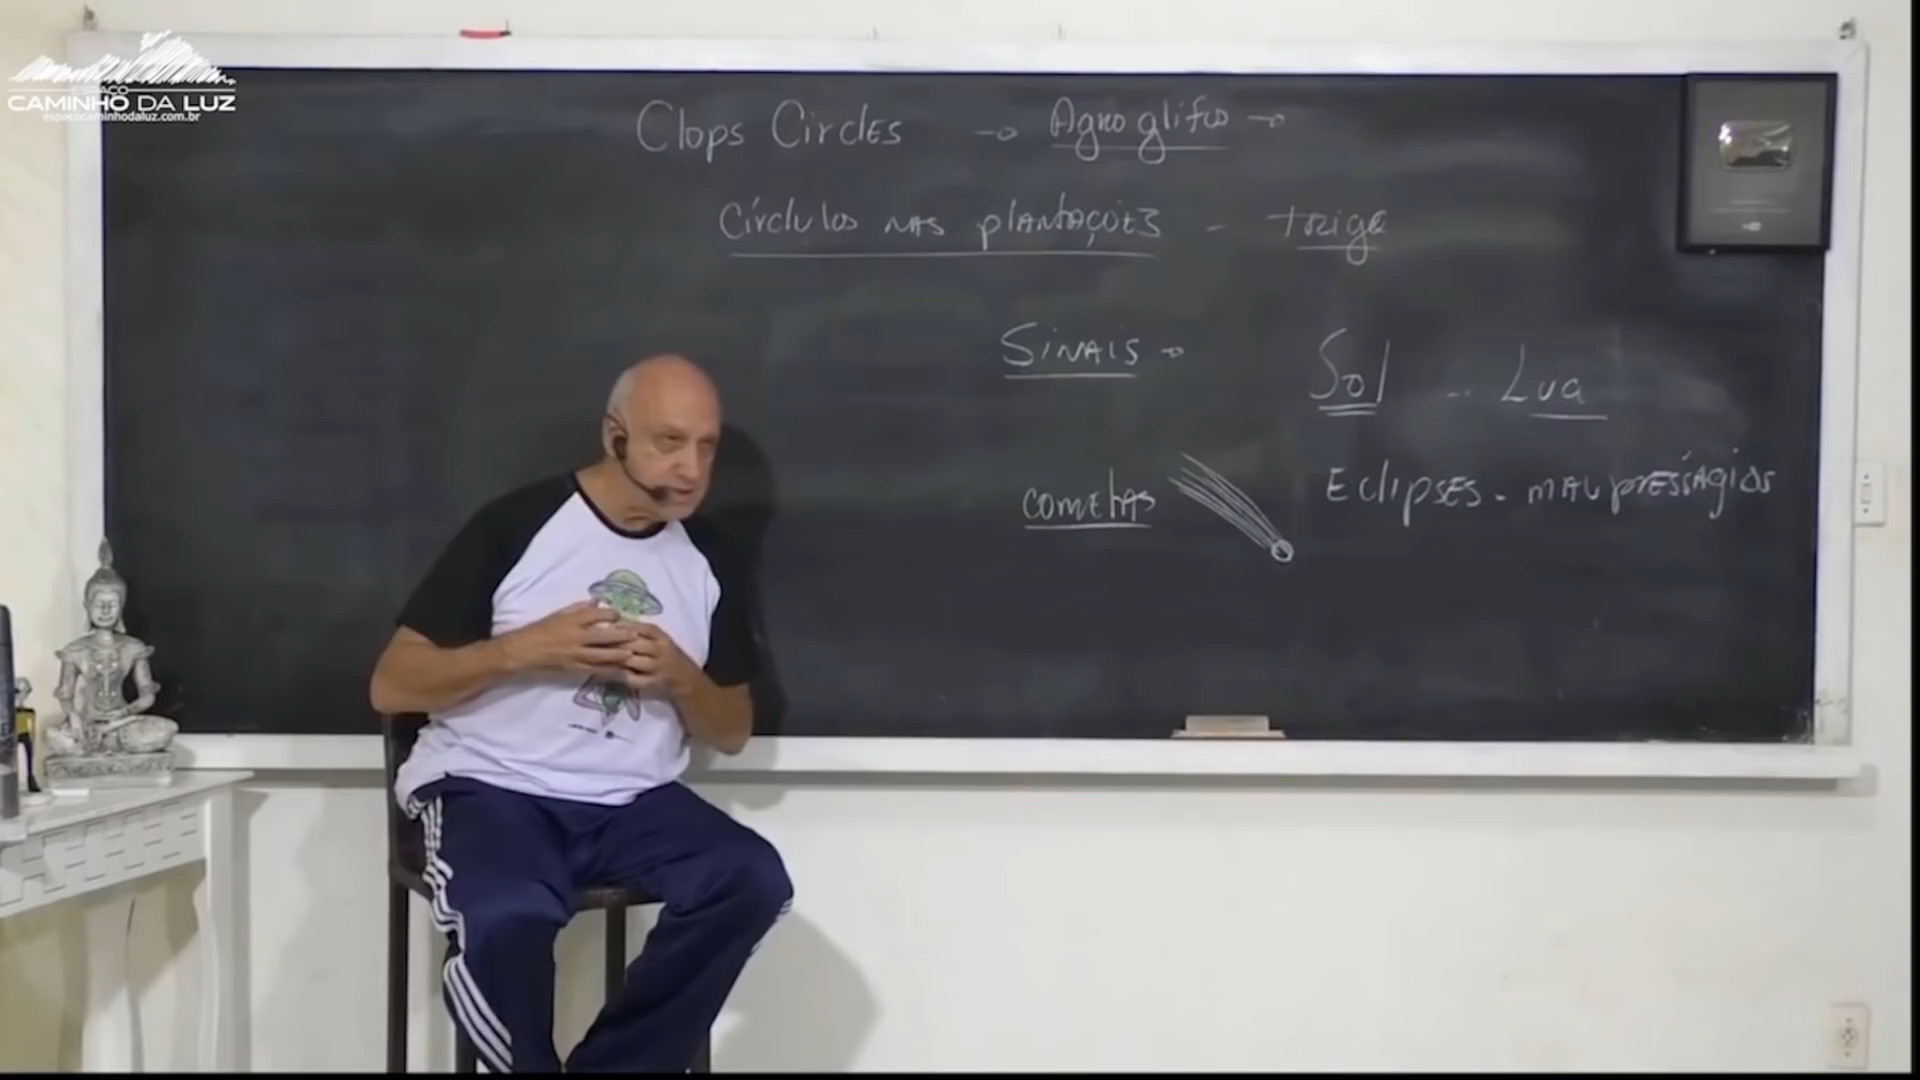 ESPAÇO
CAMINHO DA LUZ
espacocaminhodaluz.com.br
Clops Circles → Agroglifo →
Círculos nas plantações - trigo
Sinais →
Sol -- Lua
cometas
Eclipses - mau presságios